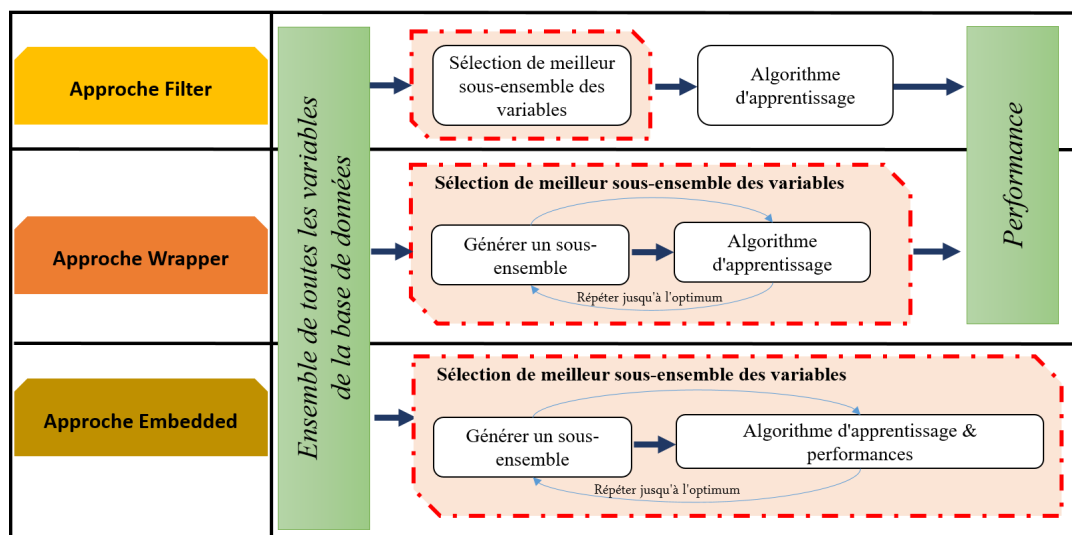 Approche Filter
Ensemble de toutes les variables
de la base de données
Sélection de meilleur
sous-ensemble des
variables
Algorithme
d'apprentissage
Performance
Approche Wrapper
Sélection de meilleur sous-ensemble des variables
Générer un sous-
ensemble
Algorithme
d'apprentissage
Répéter jusqu'à l'optimum
Approche Embedded
Sélection de meilleur sous-ensemble des variables
Générer un sous-
ensemble
Algorithme d'apprentissage &
performances
Répéter jusqu'à l'optimum